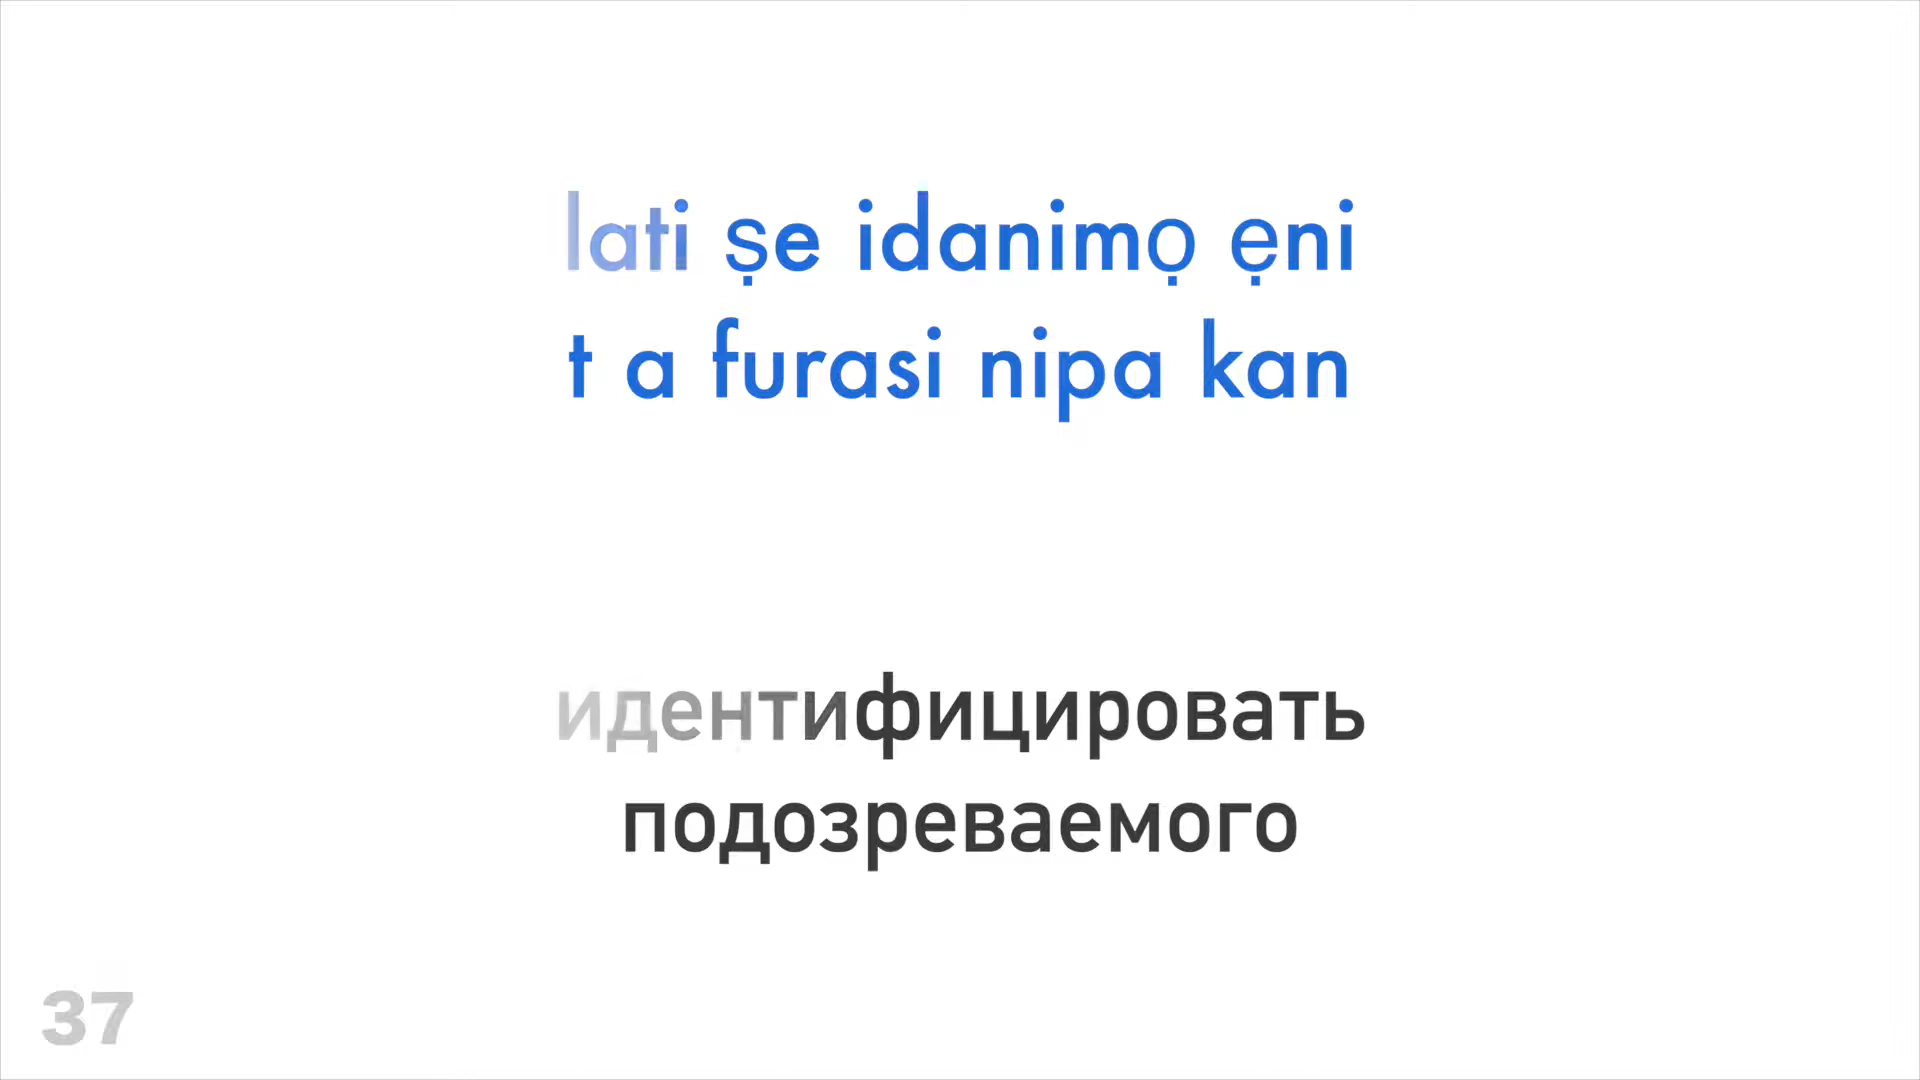 lati ṣe idanimọ ẹni
t a furasi nipa kan
идентифицировать
подозреваемого
37